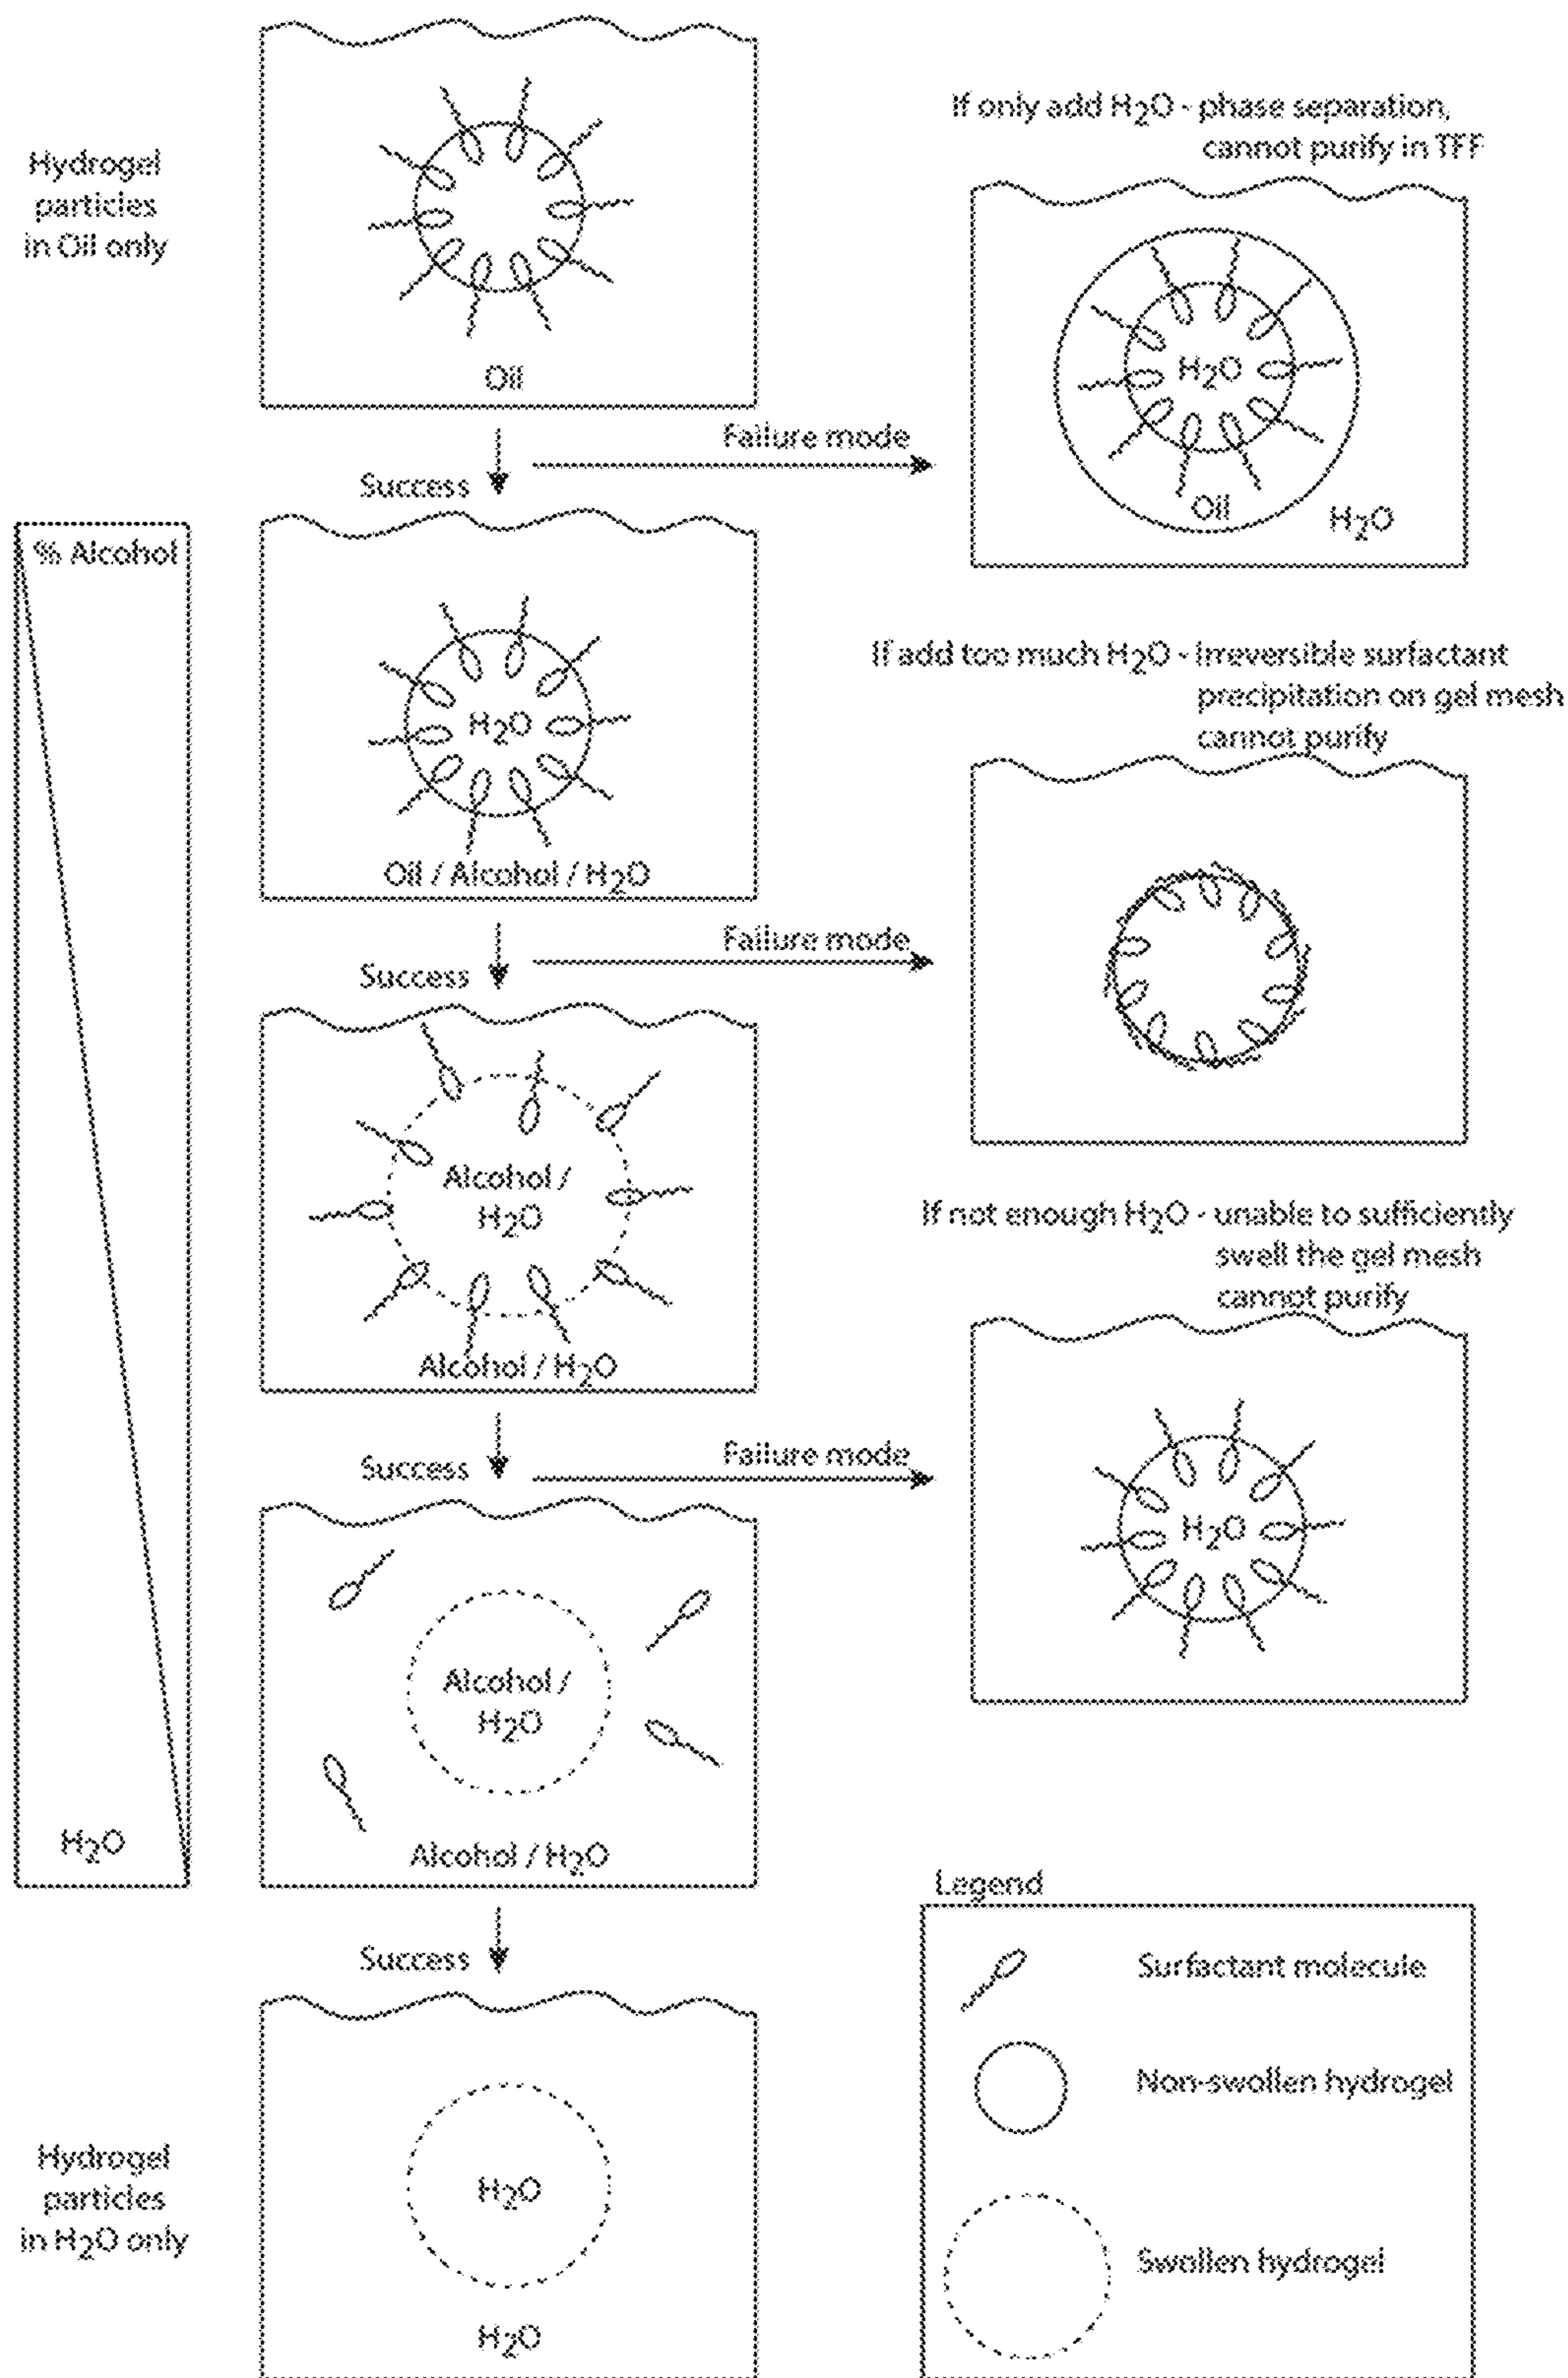 Hydrogel
particles
in Oil only
Oil
If only add H2O - phase separation,
cannot purify in TFF
H2O
Oil
H2O
Failure mode
Success
% Alcohol
H2O
H2O
Oil / Alcohol / H2O
If add too much H2O - Irreversible surfactant
precipitation on gel mesh
cannot purify
Failure mode
Success
Alcohol /
H2O
Alcohol / H2O
If not enough H2O - unable to sufficiently
swell the gel mesh
cannot purify
H2O
Failure mode
Success
Alcohol /
H2O
Alcohol / H2O
Success
Hydrogel
particles
in H2O only
H2O
H2O
Legend
Surfactant molecule
Non-swollen hydrogel
Swollen hydrogel